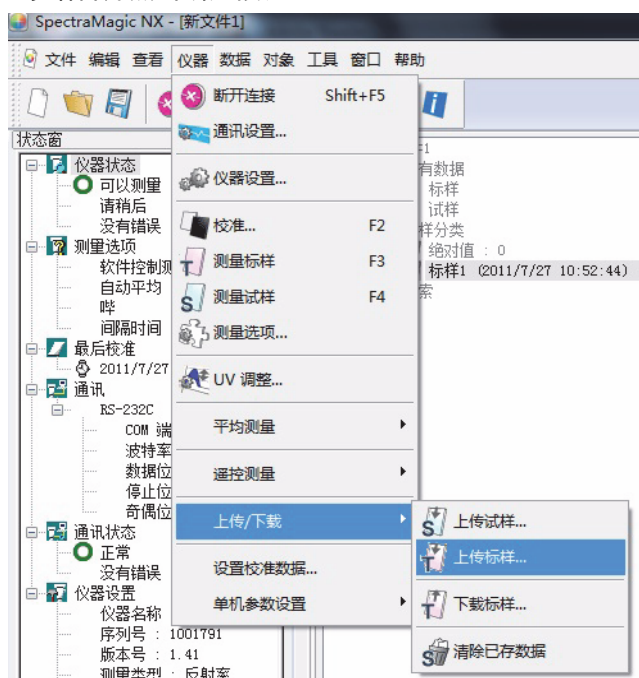 SpectraMagic NX - [新文件1]
文件 编辑 查看 仪器 数据 对象 工具 窗口 帮助
状态窗
仪器状态
可以测量
请稍后
没有错误
测量选项
软件控制测
自动平均
哔
间隔时间
最后校准
2011/7/27
通讯
RS-232C
COM 端
波特率
数据位
停止位
奇偶位
通讯状态
正常
没有错误
仪器设置
仪器名称
序列号 : 1001791
版本号 : 1.41
测量类型 : 反射率
断开连接 Shift+F5
通讯设置...
仪器设置...
校准... F2
测量标样 F3
测量试样 F4
测量选项...
UV 调整...
平均测量
遥控测量
上传/下载
设置校准数据...
单机参数设置
有数据
标样
试样
样分类
绝对值 : 0
标样1 (2011/7/27 10:52:44)
索
上传试样...
上传标样...
下载标样...
清除已存数据